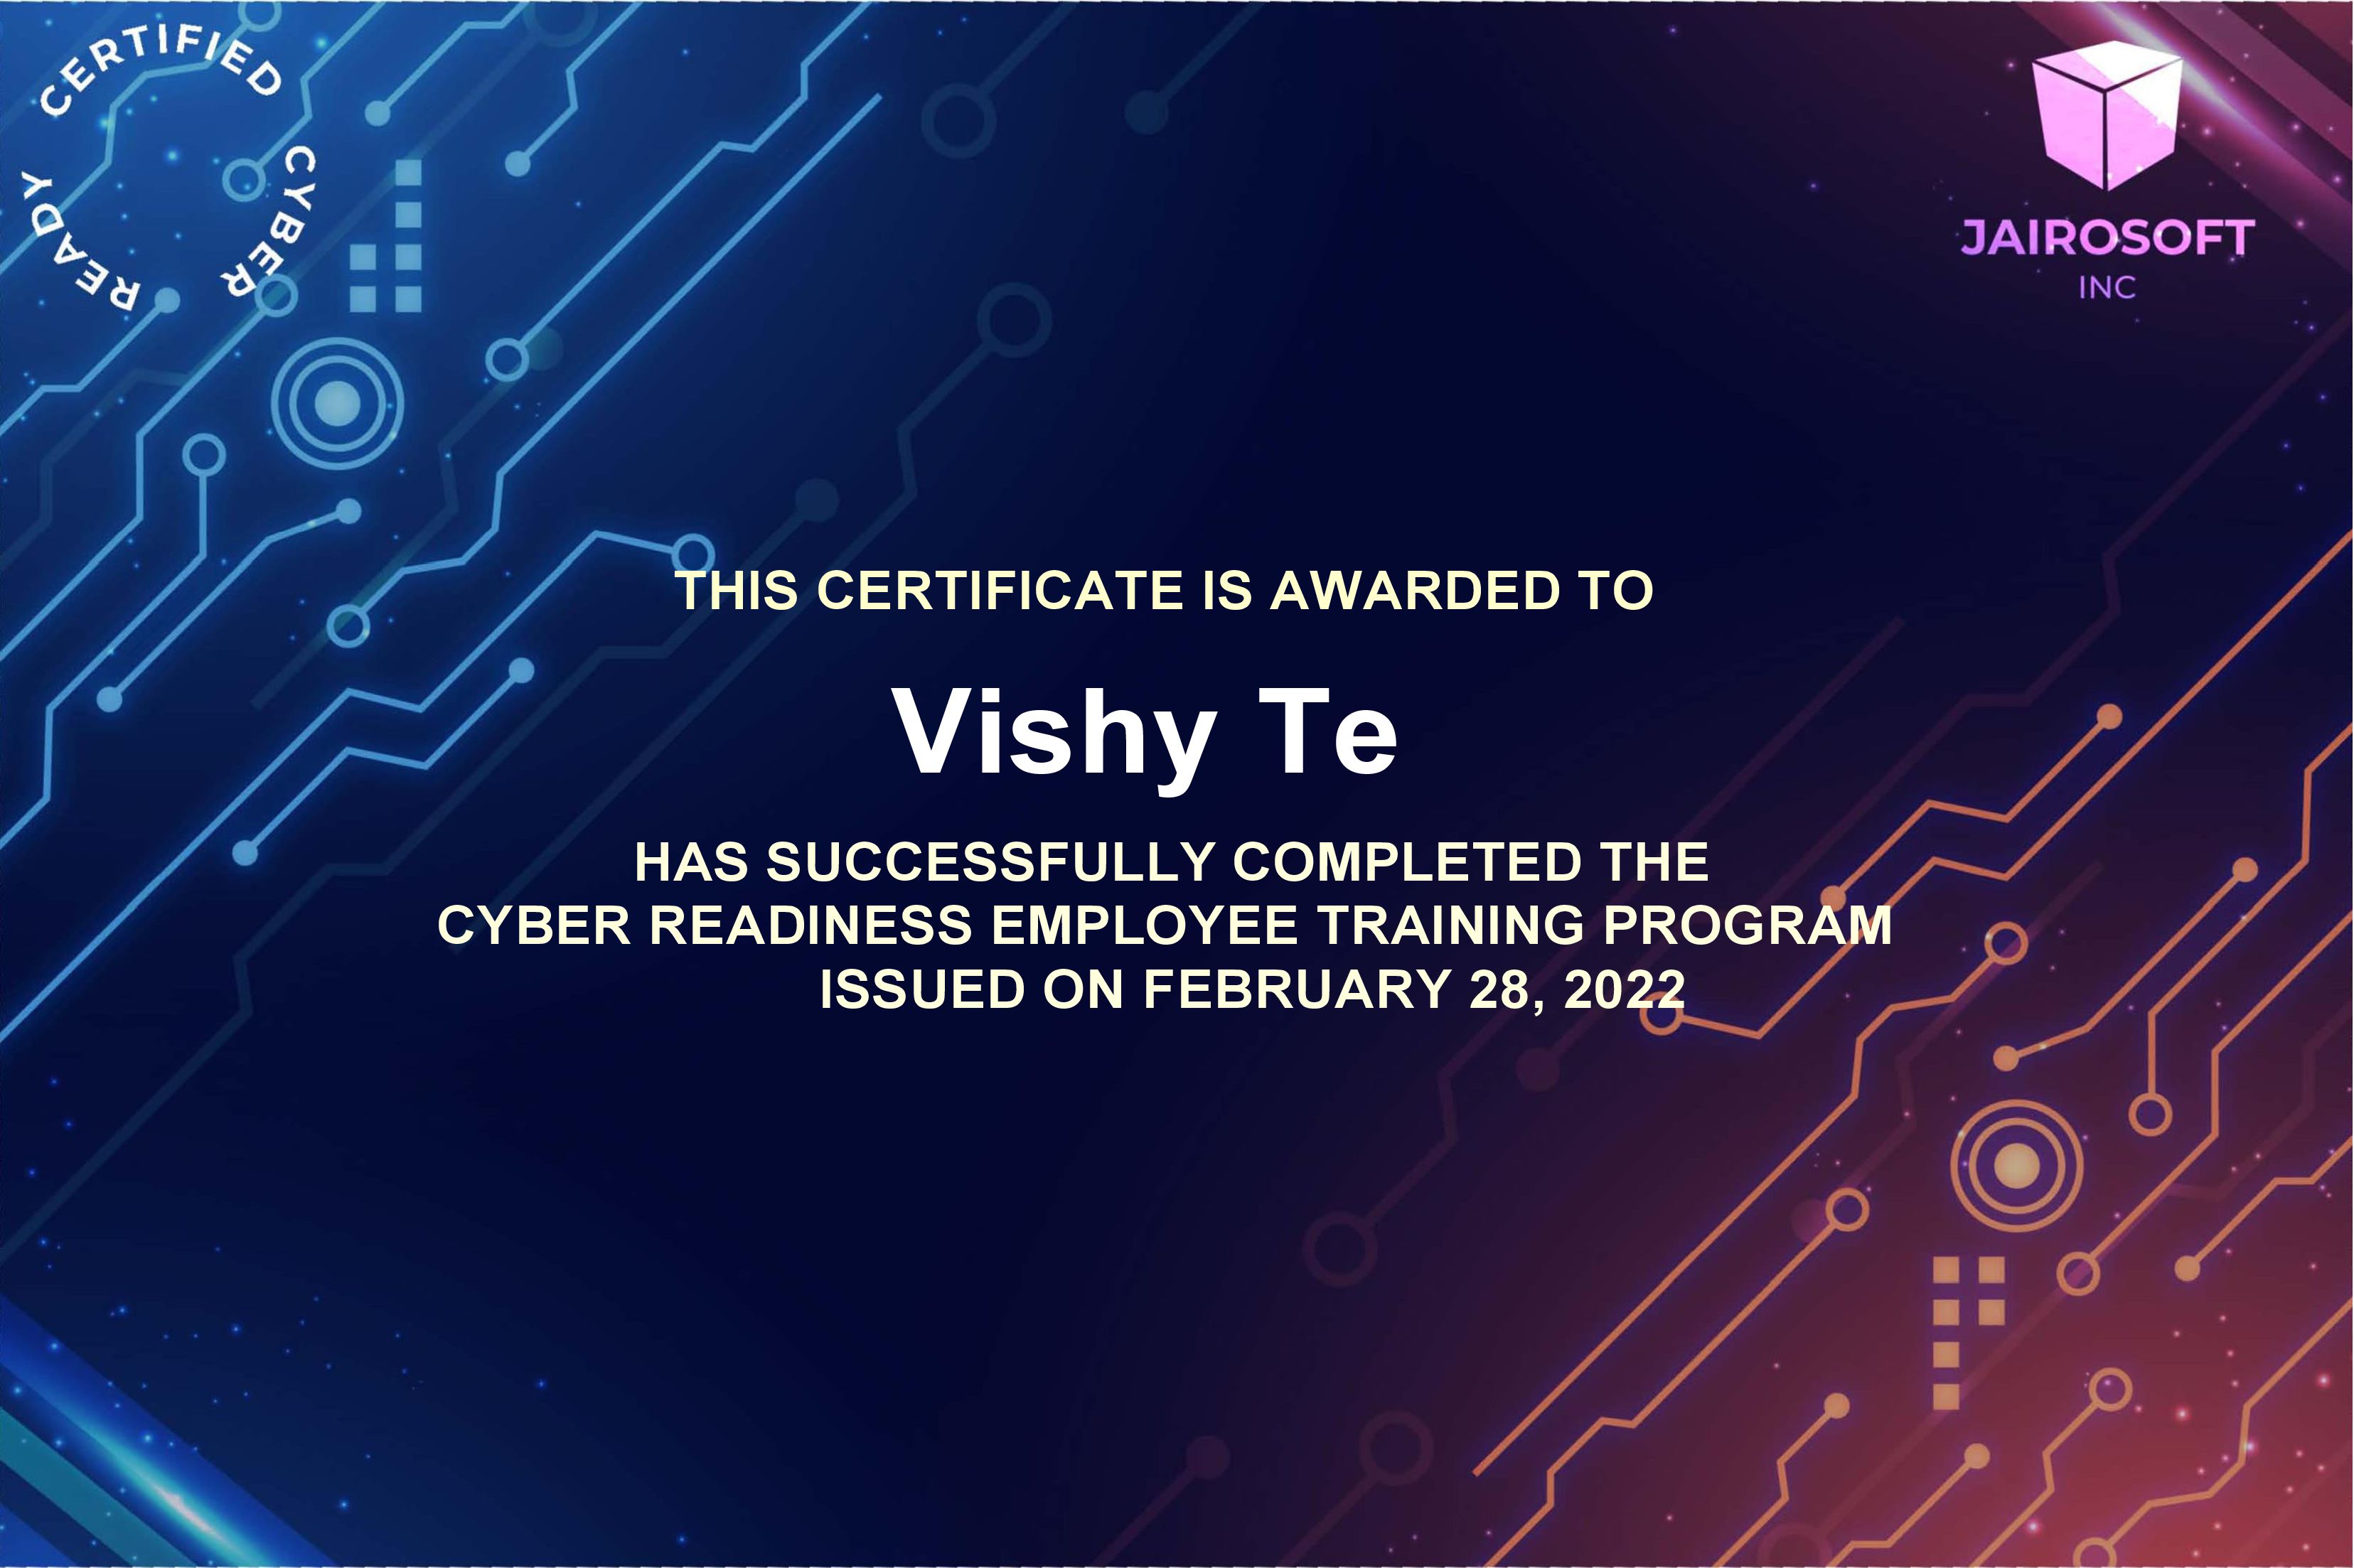 CERTIFIED CYBER READY
JAIROSOFT
INC
THIS CERTIFICATE IS AWARDED TO
Vishy Te
HAS SUCCESSFULLY COMPLETED THE
CYBER READINESS EMPLOYEE TRAINING PROGRAM
ISSUED ON FEBRUARY 28, 2022